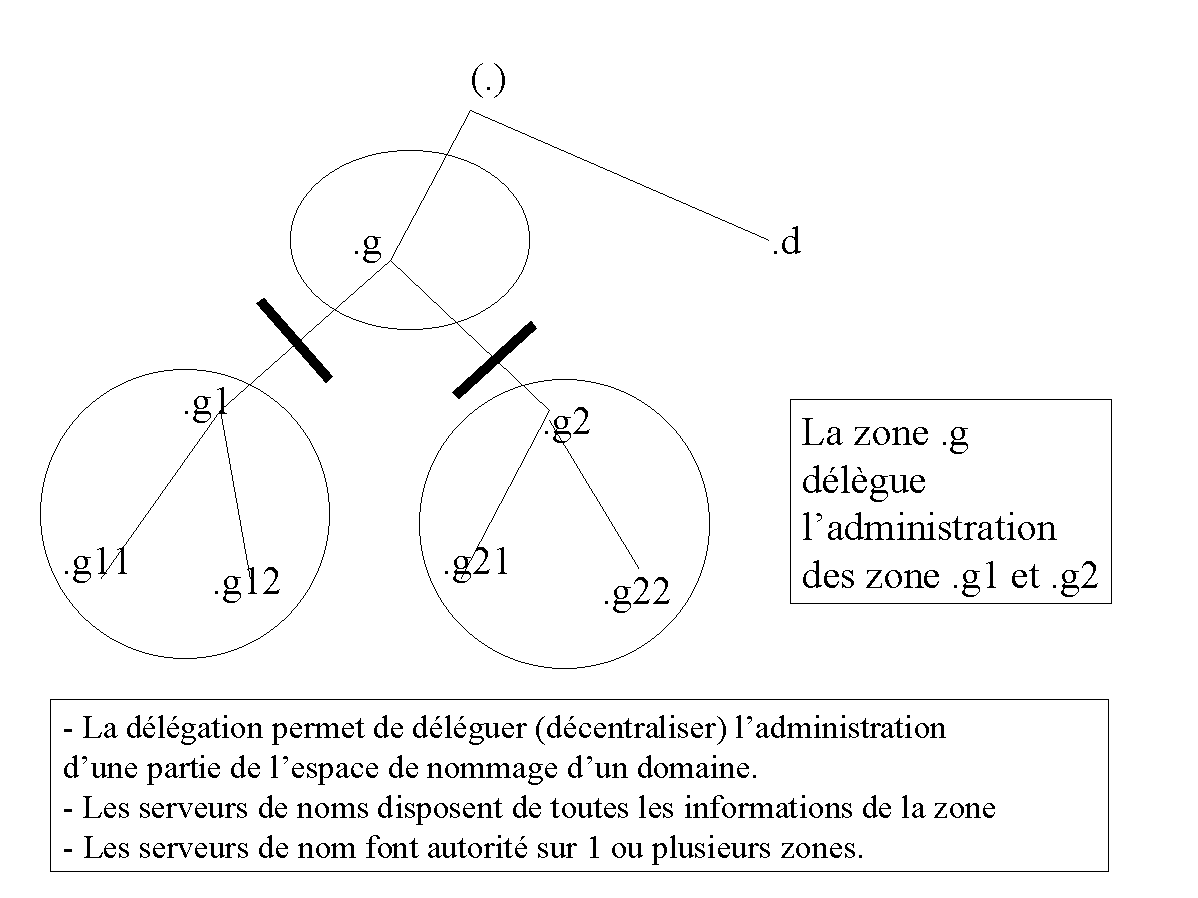 (.)
.g
.d
.g1
.g2
.g11
.g12
.g21
.g22
La zone .g
délègue
l’administration
des zone .g1 et .g2
- La délégation permet de déléguer (décentraliser) l’administration
d’une partie de l’espace de nommage d’un domaine.
- Les serveurs de noms disposent de toutes les informations de la zone
- Les serveurs de nom font autorité sur 1 ou plusieurs zones.